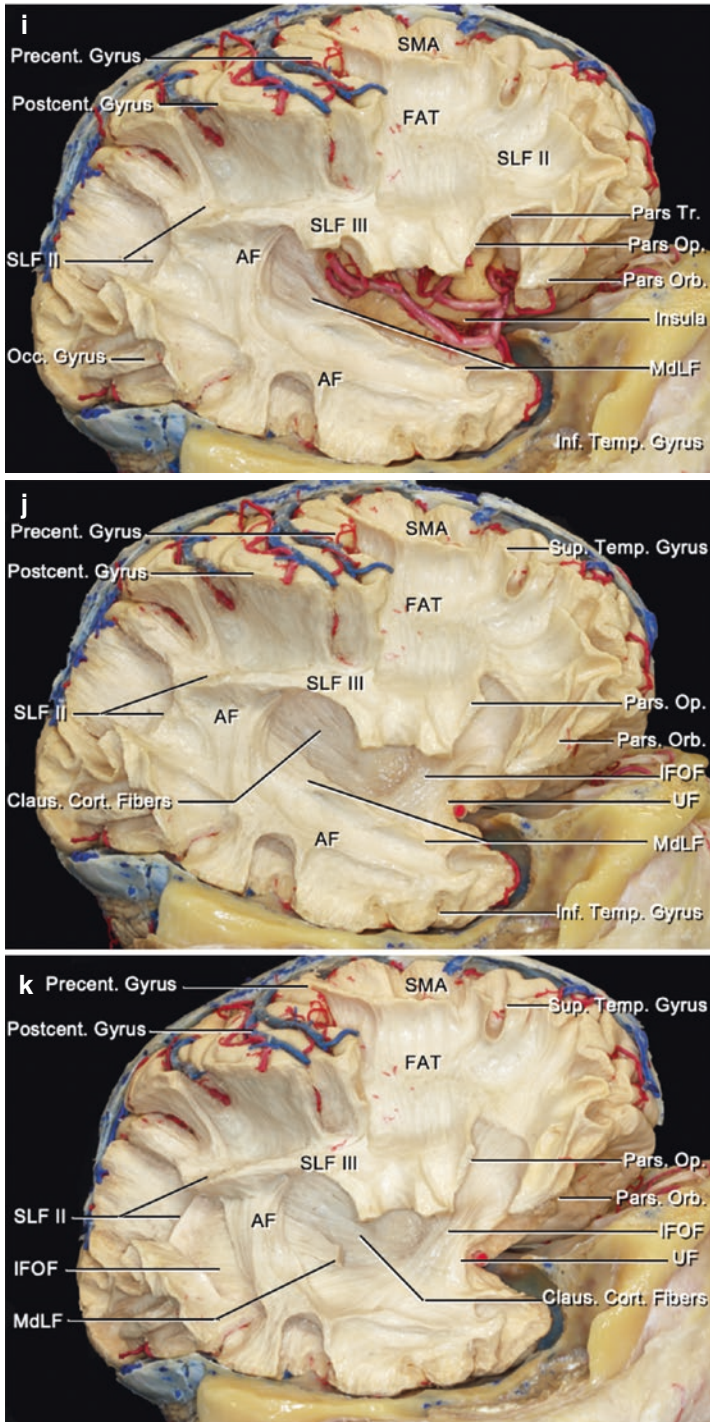 i
Precent. Gyrus
SMA
Postcent. Gyrus
FAT
SLF II
Pars Tr.
SLF III
Pars Op.
SLF II
AF
Pars Orb.
Insula
Occ. Gyrus
MdLF
AF
Inf. Temp. Gyrus
j
Precent. Gyrus
SMA
Sup. Temp. Gyrus
Postcent. Gyrus
FAT
SLF III
Pars. Op.
SLF II
AF
Pars. Orb.
IFOF
Claus. Cort. Fibers
UF
AF
MdLF
Inf. Temp. Gyrus
k
Precent. Gyrus
SMA
Sup. Temp. Gyrus
Postcent. Gyrus
FAT
SLF III
Pars. Op.
Pars. Orb.
SLF II
AF
IFOF
IFOF
UF
Claus. Cort. Fibers
MdLF